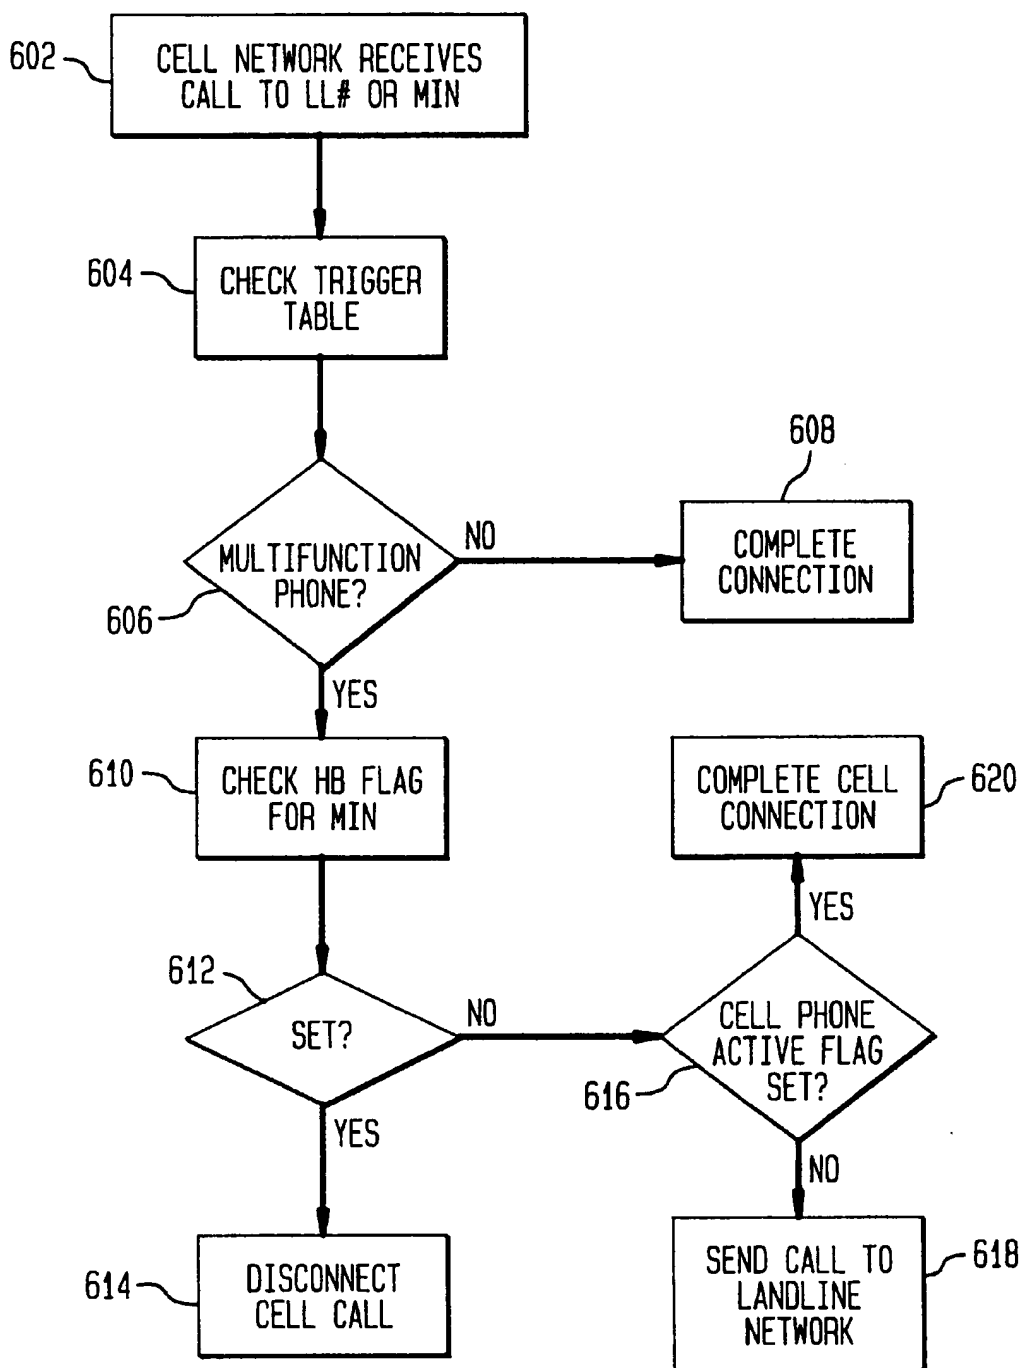 602
CELL NETWORK RECEIVES
CALL TO LL# OR MIN
604
CHECK TRIGGER
TABLE
606
MULTIFUNCTION
PHONE?
NO
608
COMPLETE
CONNECTION
YES
610
CHECK HB FLAG
FOR MIN
COMPLETE CELL
CONNECTION
620
YES
612
SET?
NO
CELL PHONE
ACTIVE FLAG
SET?
616
YES
NO
614
DISCONNECT
CELL CALL
SEND CALL TO
LANDLINE
NETWORK
618